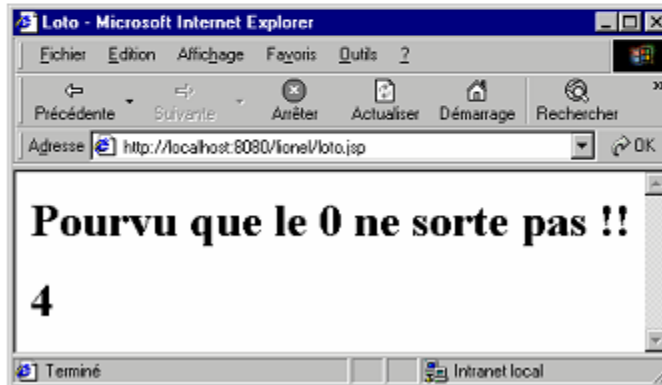 Loto - Microsoft Internet Explorer
Fichier Edition Affichage Favoris Outils ?
Précédente Suivante Arrêter Actualiser Démarrage Rechercher »
Adresse http://localhost:8080/lionel/loto.jsp OK
Pourvu que le 0 ne sorte pas !!
4
Terminé Intranet local